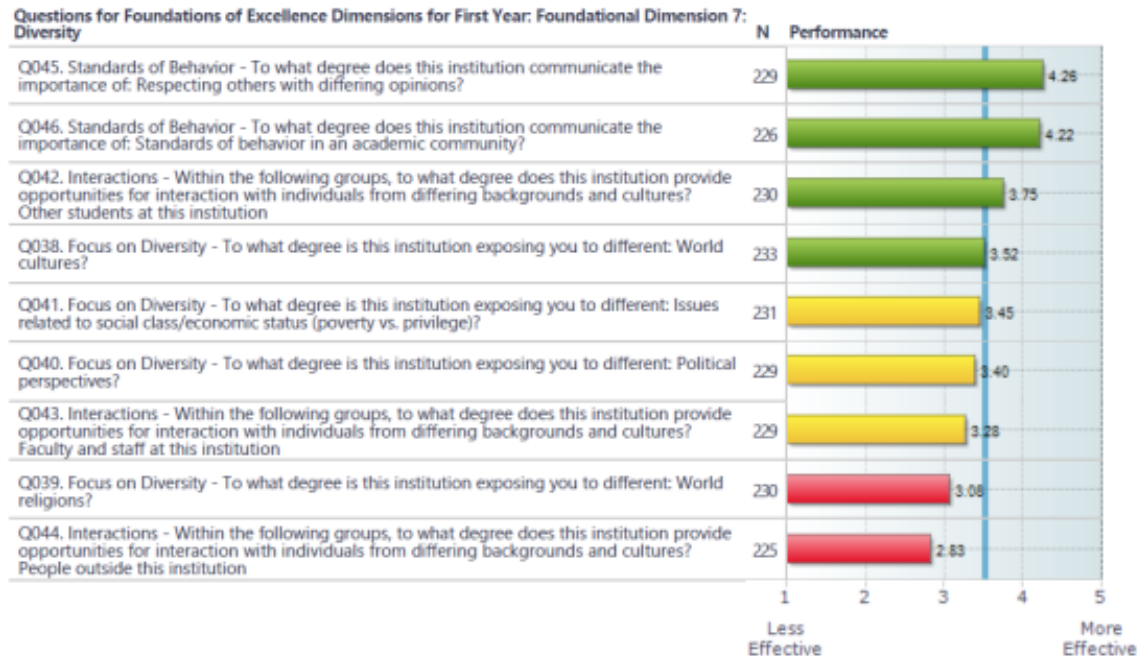 Questions for Foundations of Excellence Dimensions for First Year: Foundational Dimension 7:
Diversity
N Performance
Q045. Standards of Behavior - To what degree does this institution communicate the
importance of: Respecting others with differing opinions?
229
4.26
Q046. Standards of Behavior - To what degree does this institution communicate the
importance of: Standards of behavior in an academic community?
226
4.22
Q042. Interactions - Within the following groups, to what degree does this institution provide
opportunities for interaction with individuals from differing backgrounds and cultures?
Other students at this institution
230
3.75
Q038. Focus on Diversity - To what degree is this institution exposing you to different: World
cultures?
233
3.52
Q041. Focus on Diversity - To what degree is this institution exposing you to different: Issues
related to social class/economic status (poverty vs. privilege)?
231
3.45
Q040. Focus on Diversity - To what degree is this institution exposing you to different: Political
perspectives?
229
3.40
Q043. Interactions - Within the following groups, to what degree does this institution provide
opportunities for interaction with individuals from differing backgrounds and cultures?
Faculty and staff at this institution
229
3.28
Q039. Focus on Diversity - To what degree is this institution exposing you to different: World
religions?
230
3.08
Q044. Interactions - Within the following groups, to what degree does this institution provide
opportunities for interaction with individuals from differing backgrounds and cultures?
People outside this institution
225
2.83
1 2 3 4 5
Less More
Effective Effective